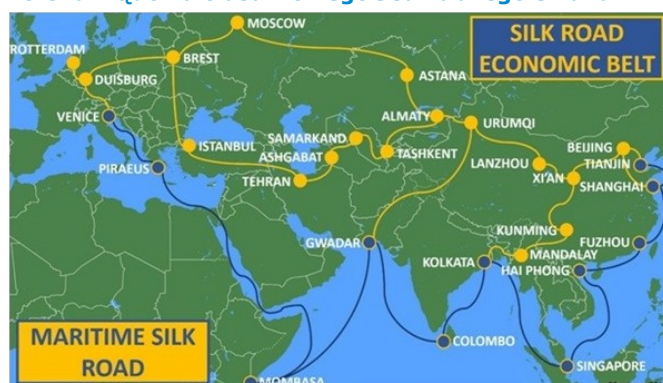 MOSCOW
SILK ROAD
ECONOMIC BELT
ROTTERDAM
BREST
DUISBURG
ASTANA
VENICE
ALMATY
URUMQI
ISTANBUL
SAMARKAND
BEIJING
ASHGABAT
TASHKENT
LANZHOU
TIANJIN
PIRAEUS
XI'AN
SHANGHAI
TEHRAN
KUNMING
GWADAR
FUZHOU
KOLKATA
MANDALAY
HAI PHONG
MARITIME SILK
ROAD
COLOMBO
SINGAPORE
MOMBASA